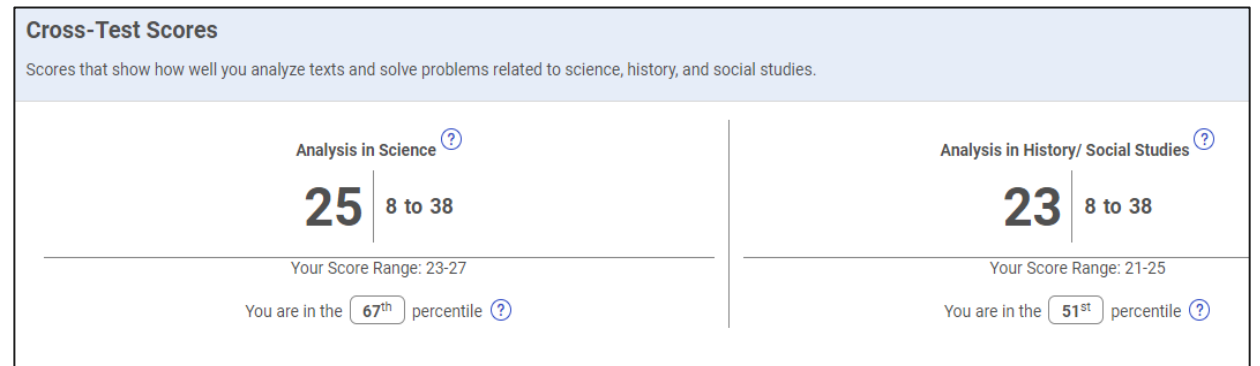 Cross-Test Scores
Scores that show how well you analyze texts and solve problems related to science, history, and social studies.
Analysis in Science ?
25 8 to 38
Your Score Range: 23-27
You are in the 67th percentile ?
Analysis in History/ Social Studies ?
23 8 to 38
Your Score Range: 21-25
You are in the 51st percentile ?